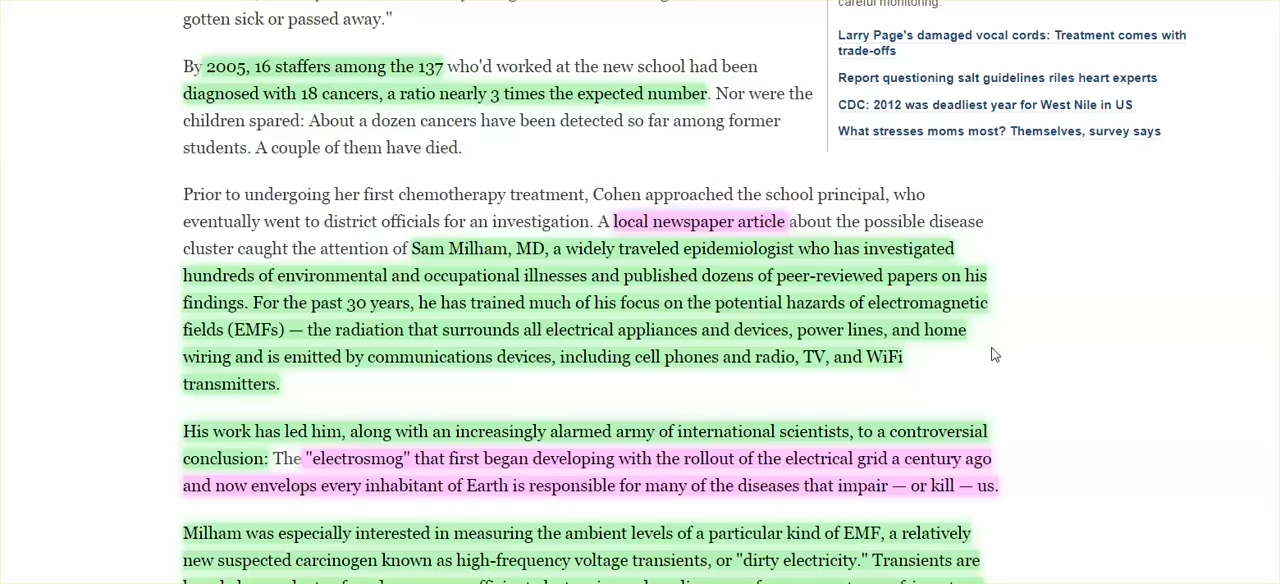 gotten sick or passed away."
By 2005, 16 staffers among the 137 who'd worked at the new school had been
diagnosed with 18 cancers, a ratio nearly 3 times the expected number. Nor were the
children spared: About a dozen cancers have been detected so far among former
students. A couple of them have died.
Prior to undergoing her first chemotherapy treatment, Cohen approached the school principal, who
eventually went to district officials for an investigation. A local newspaper article about the possible disease
cluster caught the attention of Sam Milham, MD, a widely traveled epidemiologist who has investigated
hundreds of environmental and occupational illnesses and published dozens of peer-reviewed papers on his
findings. For the past 30 years, he has trained much of his focus on the potential hazards of electromagnetic
fields (EMFs) — the radiation that surrounds all electrical appliances and devices, power lines, and home
wiring and is emitted by communications devices, including cell phones and radio, TV, and WiFi
transmitters.
His work has led him, along with an increasingly alarmed army of international scientists, to a controversial
conclusion: The "electrosmog" that first began developing with the rollout of the electrical grid a century ago
and now envelops every inhabitant of Earth is responsible for many of the diseases that impair — or kill — us.
Milham was especially interested in measuring the ambient levels of a particular kind of EMF, a relatively
new suspected carcinogen known as high-frequency voltage transients, or "dirty electricity." Transients are
careful monitoring.
Larry Page's damaged vocal cords: Treatment comes with
trade-offs
Report questioning salt guidelines riles heart experts
CDC: 2012 was deadliest year for West Nile in US
What stresses moms most? Themselves, survey says